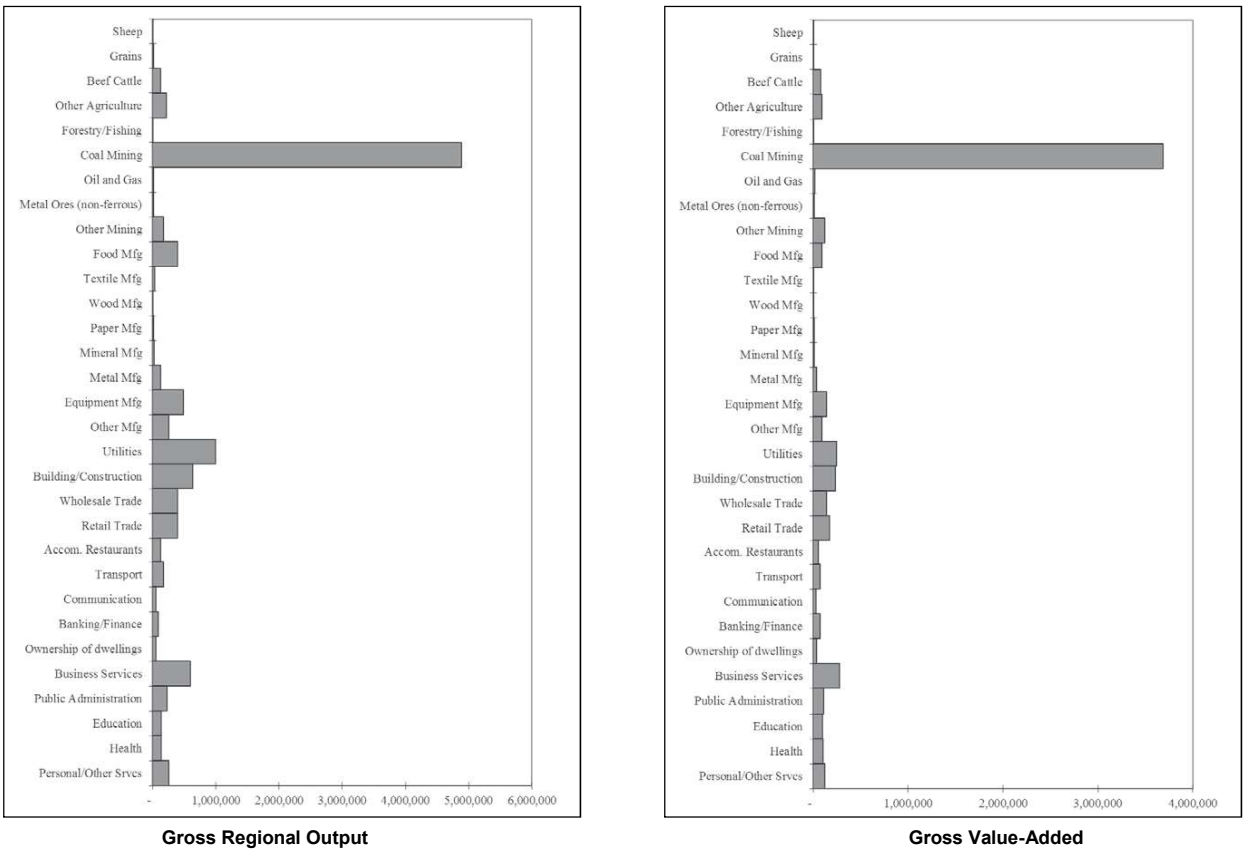 Sheep
Grains
Beef Cattle
Other Agriculture
Forestry/Fishing
Coal Mining
Oil and Gas
Metal Ores (non-ferrous)
Other Mining
Food Mfg
Textile Mfg
Wood Mfg
Paper Mfg
Mineral Mfg
Metal Mfg
Equipment Mfg
Other Mfg
Utilities
Building/Construction
Wholesale Trade
Retail Trade
Accom. Restaurants
Transport
Communication
Banking/Finance
Ownership of dwellings
Business Services
Public Administration
Education
Health
Personal/Other Srvcs
- 1,000,000 2,000,000 3,000,000 4,000,000 5,000,000 6,000,000
Gross Regional Output
Sheep
Grains
Beef Cattle
Other Agriculture
Forestry/Fishing
Coal Mining
Oil and Gas
Metal Ores (non-ferrous)
Other Mining
Food Mfg
Textile Mfg
Wood Mfg
Paper Mfg
Mineral Mfg
Metal Mfg
Equipment Mfg
Other Mfg
Utilities
Building/Construction
Wholesale Trade
Retail Trade
Accom. Restaurants
Transport
Communication
Banking/Finance
Ownership of dwellings
Business Services
Public Administration
Education
Health
Personal/Other Srvcs
- 1,000,000 2,000,000 3,000,000 4,000,000
Gross Value-Added